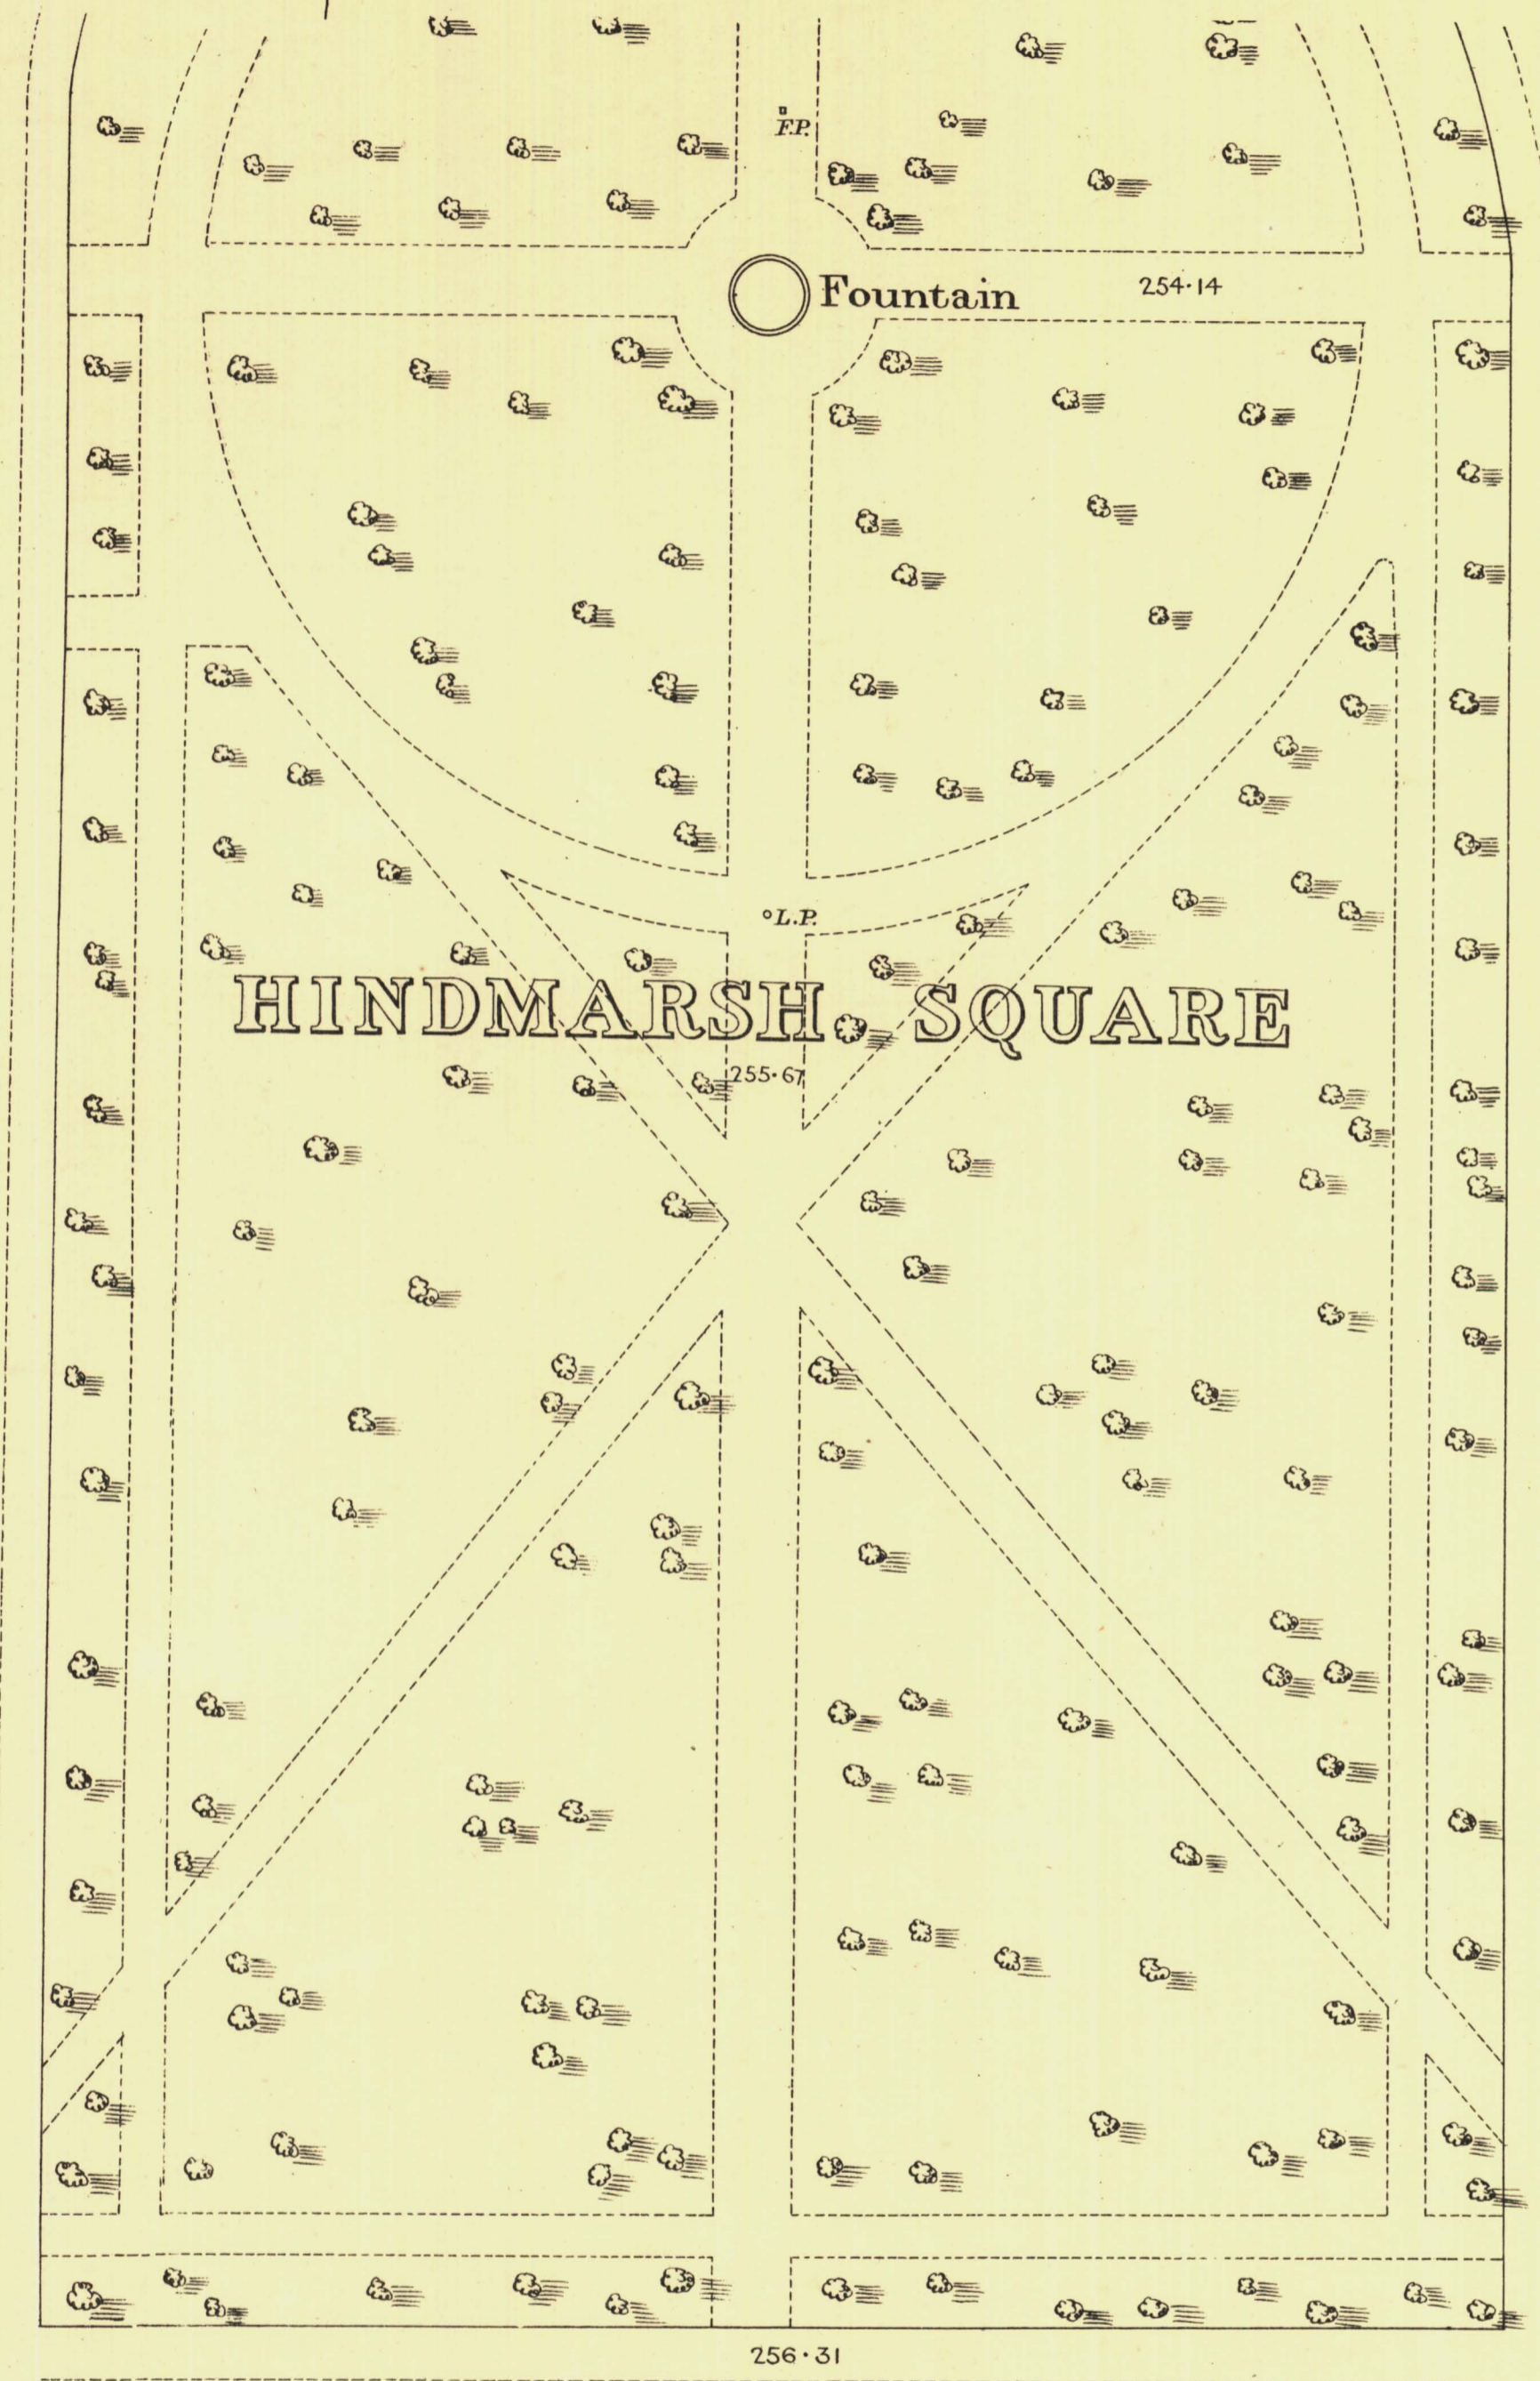 F.P.
Fountain
254·14
L.P.
HINDMARSH SQUARE
255·67
256·31